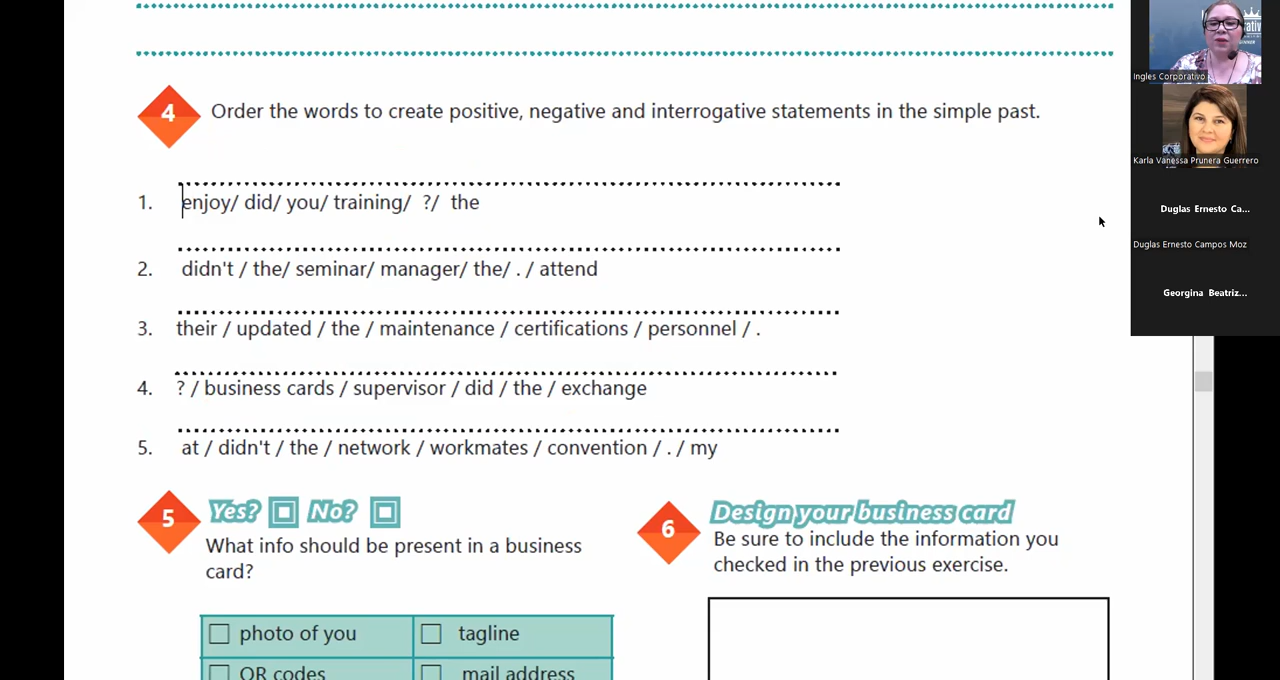 4
Order the words to create positive, negative and interrogative statements in the simple past.
1. enjoy/ did/ you/ training/ ?/ the
2. didn't / the/ seminar/ manager/ the/ . / attend
3. their / updated / the / maintenance / certifications / personnel / .
4. ? / business cards / supervisor / did / the / exchange
5. at / didn't / the / network / workmates / convention / . / my
5
Yes? No?
What info should be present in a business
card?
photo of you
tagline
QR codes
mail address
6
Design your business card
Be sure to include the information you
checked in the previous exercise.
Ingles Corporativo
Karla Vanessa Prunera Guerrero
Duglas Ernesto Ca...
Duglas Ernesto Campos Moz
Georgina Beatriz...